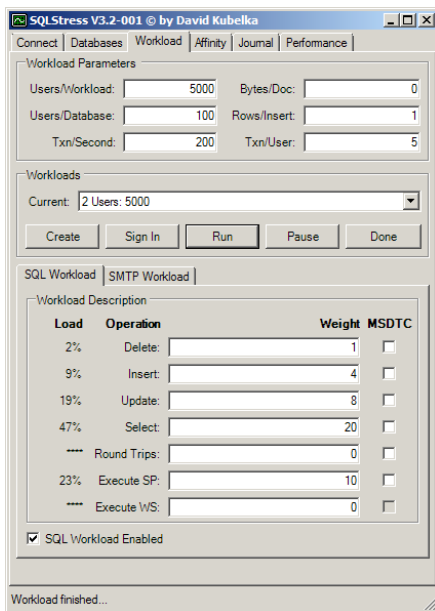 SQLStress V3.2-001 © by David Kubelka
Connect Databases Workload Affinity Journal Performance
Workload Parameters
Users/Workload: 5000 Bytes/Doc: 0
Users/Database: 100 Rows/Insert: 1
Txn/Second: 200 Txn/User: 5
Workloads
Current: 2 Users: 5000
Create Sign In Run Pause Done
SQL Workload SMTP Workload
Workload Description
Load Operation Weight MSDTC
2% Delete: 1
9% Insert: 4
19% Update: 8
47% Select: 20
**** Round Trips: 0
23% Execute SP: 10
**** Execute WS: 0
SQL Workload Enabled
Workload finished...